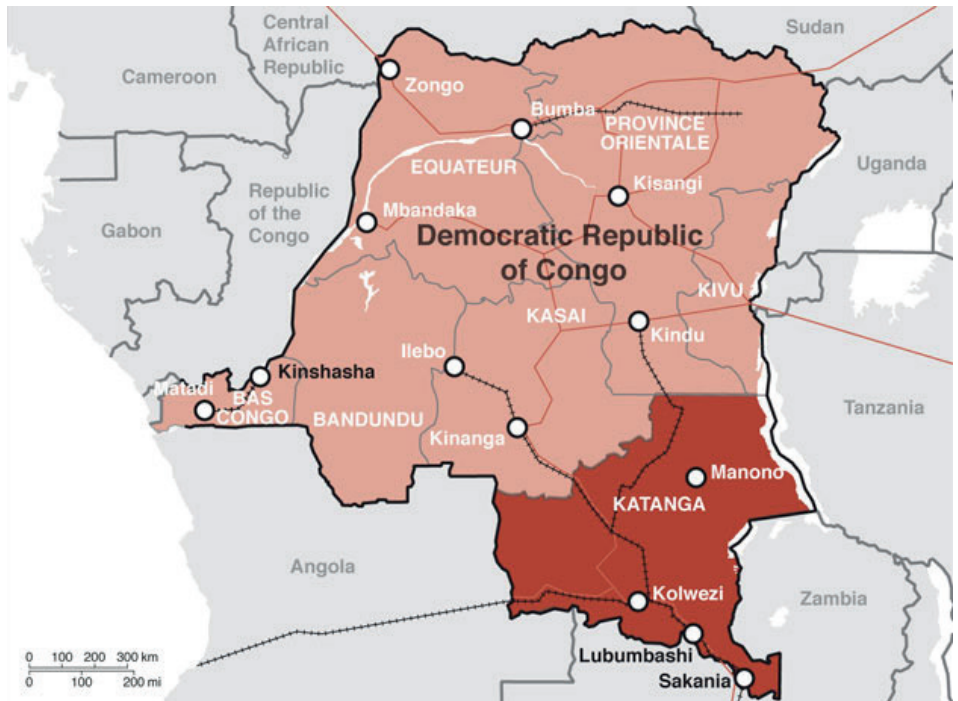 Central
African
Republic
Sudan
Cameroon
Zongo
Bumba
PROVINCE
ORIENTALE
EQUATEUR
Uganda
Republic
of the
Congo
Kisangi
Mbandaka
Gabon
Democratic Republic
of Congo
KIVU
KASAI
Kindu
Ilebo
Kinshasha
Matadi
BAS
CONGO
BANDUNDU
Kinanga
Tanzania
Manono
KATANGA
Angola
Kolwezi
Zambia
Lubumbashi
Sakania
0 100 200 300 km
0 100 200 mi